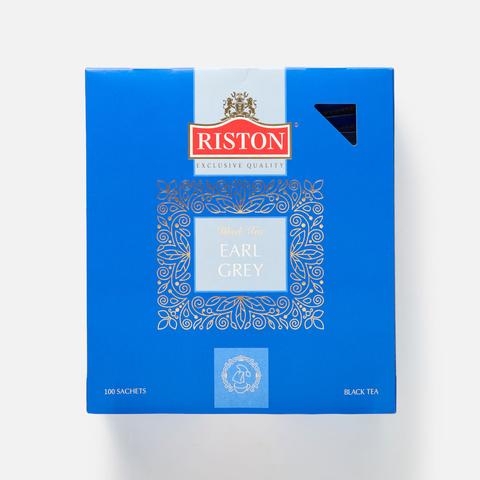 RISTON
EXCLUSIVE QUALITY
Black Tea
EARL
GREY
100 SACHETS
BLACK TEA